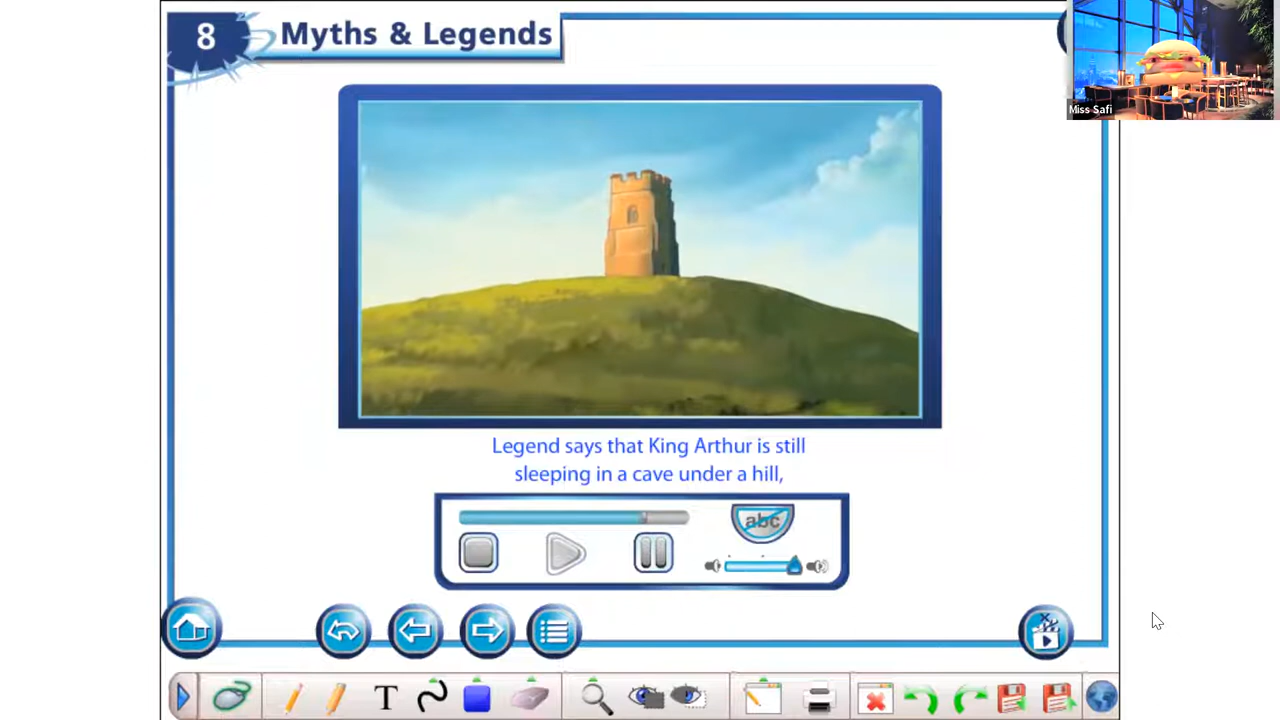 8
Myths & Legends
Miss Safi
Legend says that King Arthur is still
sleeping in a cave under a hill,
abc
T